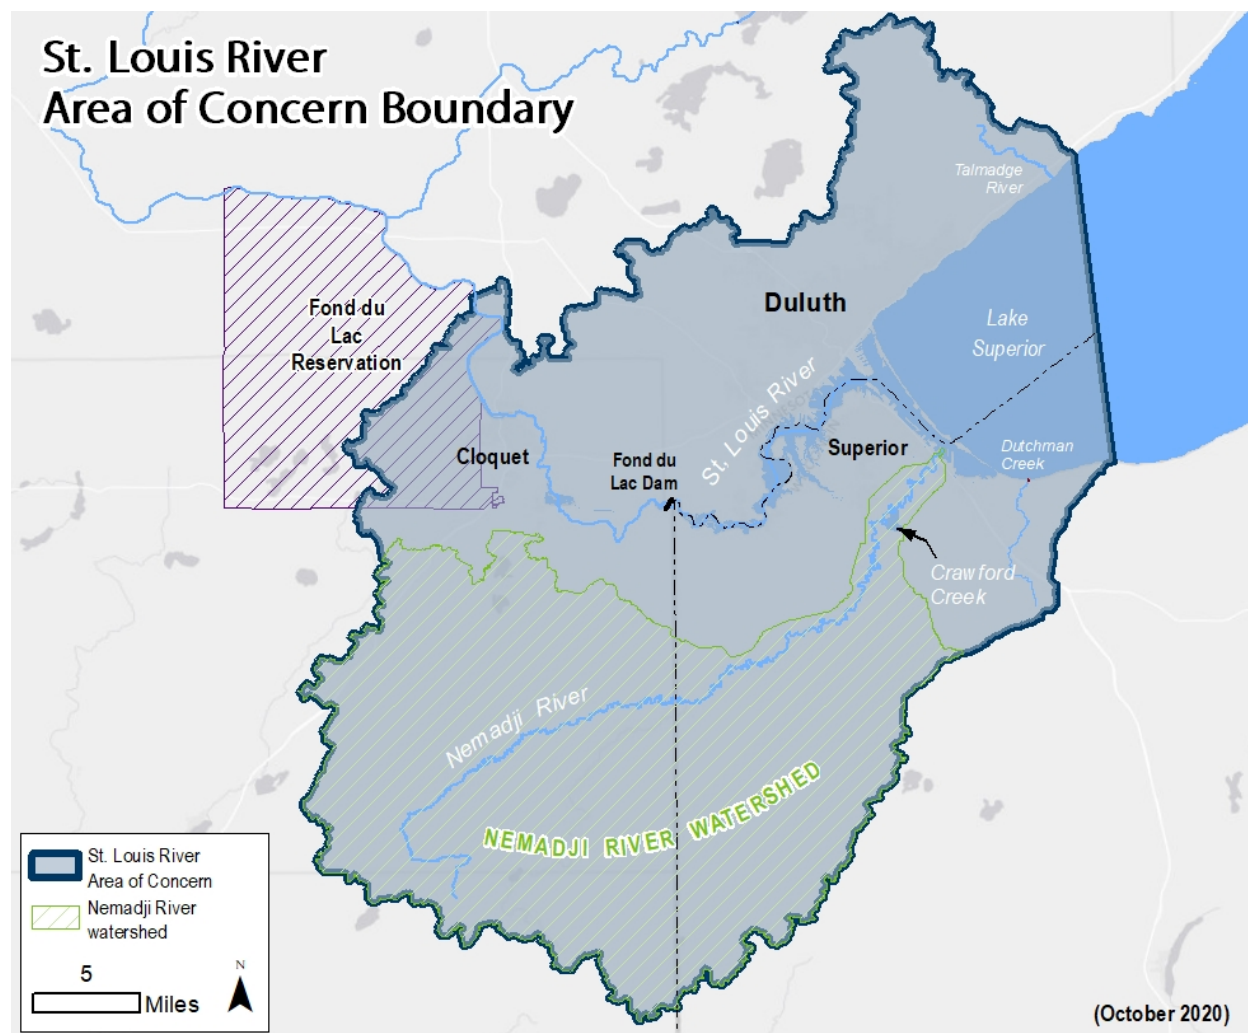 St. Louis River
Area of Concern Boundary
Talmadge
River
Fond du
Lac
Reservation
Duluth
Lake
Superior
St. Louis River
Cloquet
Fond du
Lac Dam
Superior
Dutchman
Creek
Crawford
Creek
Nemadji River
NEMADJI RIVER WATERSHED
St. Louis River
Area of Concern
Nemadji River
watershed
5
Miles
N
(October 2020)